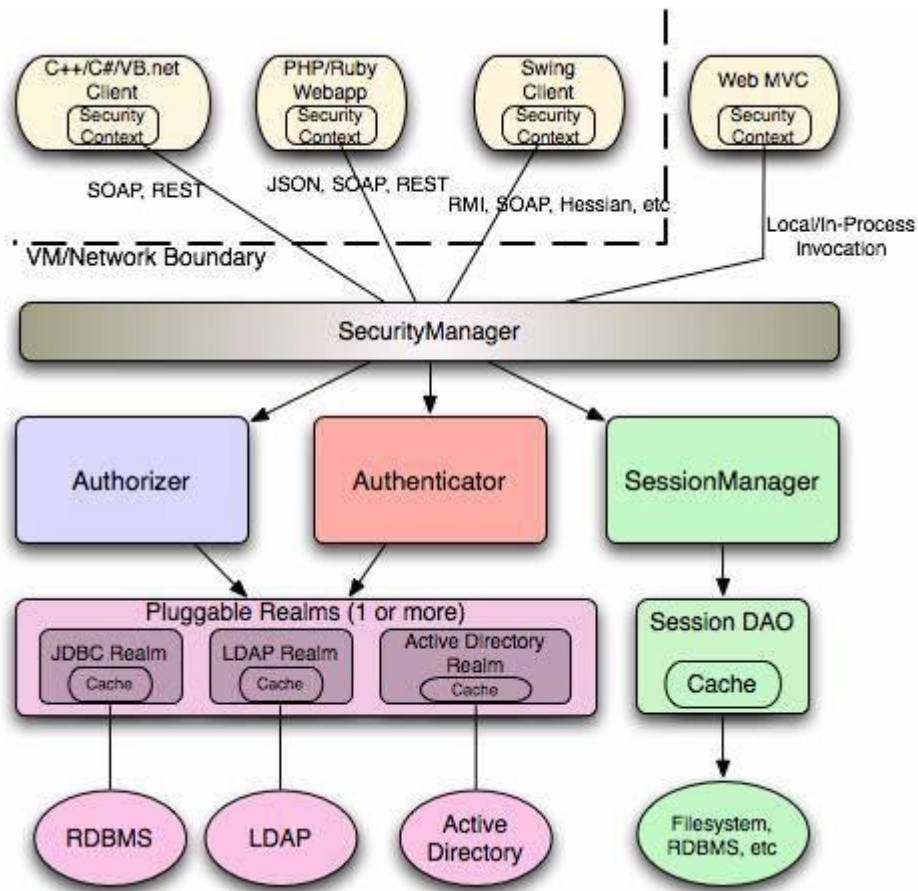 C++/C#/VB.net
Client
Security
Context
PHP/Ruby
Webapp
Security
Context
Swing
Client
Security
Context
Web MVC
Security
Context
SOAP, REST
JSON, SOAP, REST
RMI, SOAP, Hessian, etc
Local/In-Process
Invocation
VM/Network Boundary
SecurityManager
Authorizer
Authenticator
SessionManager
Pluggable Realms (1 or more)
JDBC Realm
Cache
LDAP Realm
Cache
Active Directory
Realm
Cache
Session DAO
Cache
RDBMS
LDAP
Active
Directory
Filesystem,
RDBMS, etc